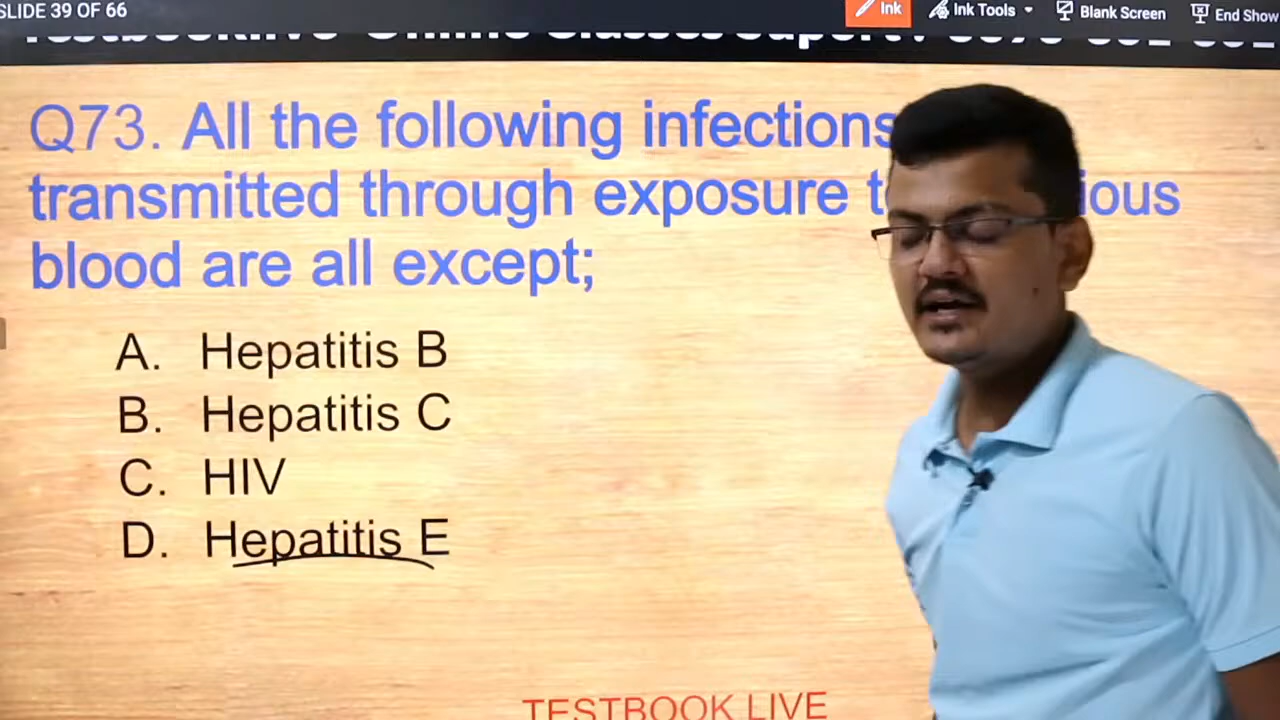 SLIDE 39 OF 66
Ink
Ink Tools
Blank Screen
End Show
Q73. All the following infections
transmitted through exposure
blood are all except;
A. Hepatitis B
B. Hepatitis C
C. HIV
D. Hepatitis E
TESTBOOK LIVE